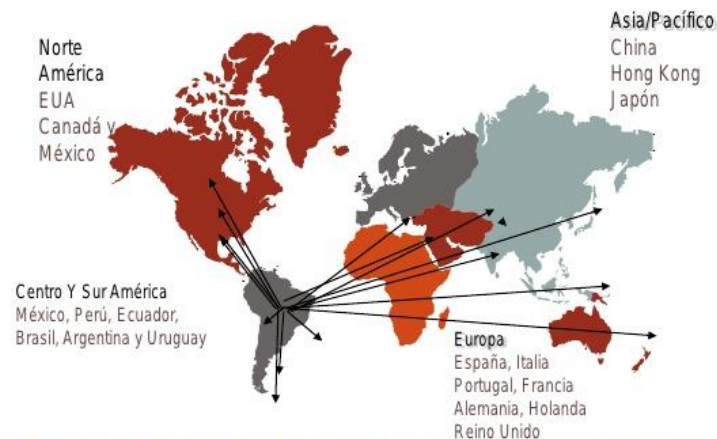 Norte
América
EUA
Canadá y
México
Asia/Pacífico
China
Hong Kong
Japón
Centro Y Sur América
México, Perú, Ecuador,
Brasil, Argentina y Uruguay
Europa
España, Italia
Portugal, Francia
Alemania, Holanda
Reino Unido